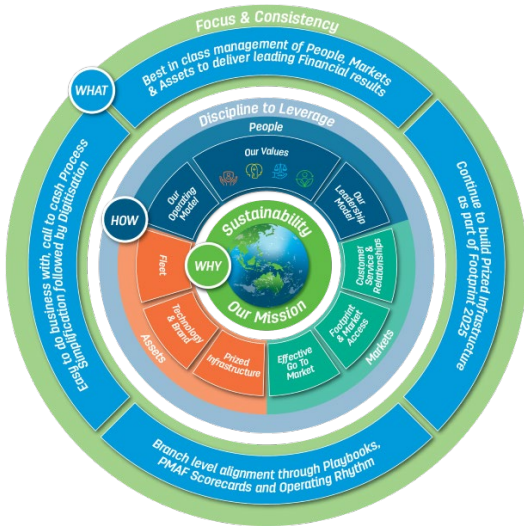 Focus & Consistency
WHAT
Best in class management of People, Markets
& Assets to deliver leading Financial results
Continue to build Prized Infrastructure
as part of Footprint 2025
Branch level alignment through Playbooks,
PMAF Scorecards and Operating Rhythm
Easy to do business with, call to cash Process
Simplification followed by Digitisation
Discipline to Leverage
HOW
People
Our
Operating
Model
Our Values
Our
Leadership
Model
Markets
Customer
Service &
Relationships
Footprint
& Market
Access
Effective
Go To
Market
Assets
Prized
Infrastructure
Technology
& Brand
Fleet
WHY
Sustainability
Our Mission